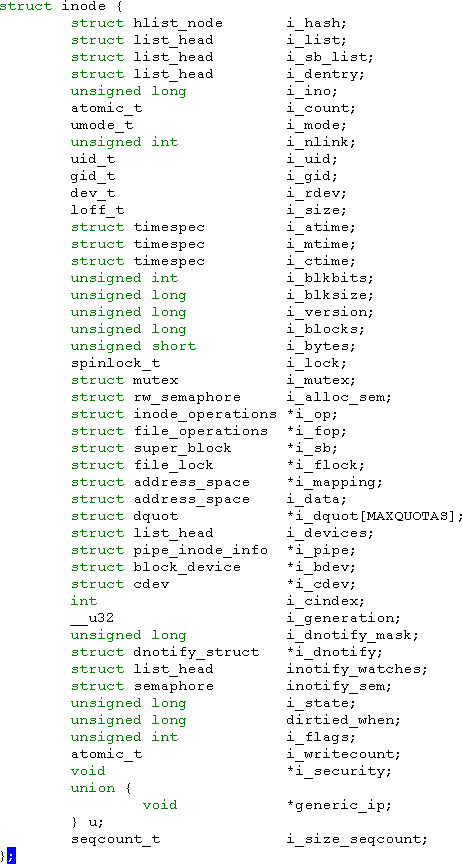 struct inode {
struct hlist_node i_hash;
struct list_head i_list;
struct list_head i_sb_list;
struct list_head i_dentry;
unsigned long i_ino;
atomic_t i_count;
umode_t i_mode;
unsigned int i_nlink;
uid_t i_uid;
gid_t i_gid;
dev_t i_rdev;
loff_t i_size;
struct timespec i_atime;
struct timespec i_mtime;
struct timespec i_ctime;
unsigned int i_blkbits;
unsigned long i_blksize;
unsigned long i_version;
unsigned long i_blocks;
unsigned short i_bytes;
spinlock_t i_lock;
struct mutex i_mutex;
struct rw_semaphore i_alloc_sem;
struct inode_operations *i_op;
struct file_operations *i_fop;
struct super_block *i_sb;
struct file_lock *i_flock;
struct address_space *i_mapping;
struct address_space i_data;
struct dquot *i_dquot[MAXQUOTAS];
struct list_head i_devices;
struct pipe_inode_info *i_pipe;
struct block_device *i_bdev;
struct cdev *i_cdev;
int i_cindex;
__u32 i_generation;
unsigned long i_dnotify_mask;
struct dnotify_struct *i_dnotify;
struct list_head inotify_watches;
struct semaphore inotify_sem;
unsigned long i_state;
unsigned long dirtied_when;
unsigned int i_flags;
atomic_t i_writecount;
void *i_security;
union {
void *generic_ip;
} u;
seqcount_t i_size_seqcount;
};